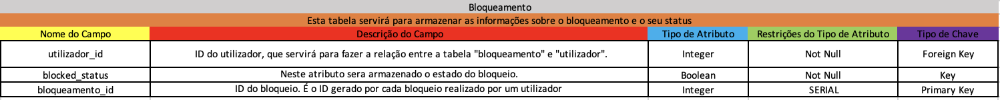 Bloqueamento
Esta tabela servirá para armazenar as informações sobre o bloqueamento e o seu status
Nome do Campo Descrição do Campo Tipo de Atributo Restrições do Tipo de Atributo Tipo de Chave
utilizador_id ID do utilizador, que servirá para fazer a relação entre a tabela "bloqueamento" e "utilizador". Integer Not Null Foreign Key
blocked_status Neste atributo sera armazenado o estado do bloqueio. Boolean Not Null Key
bloqueamento_id ID do bloqueio. É o ID gerado por cada bloqueio realizado por um utilizador Integer SERIAL Primary Key